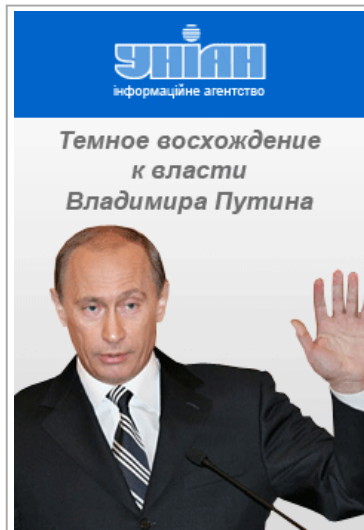 УНІАН
інформаційне агентство
Темное восхождение
к власти
Владимира Путина